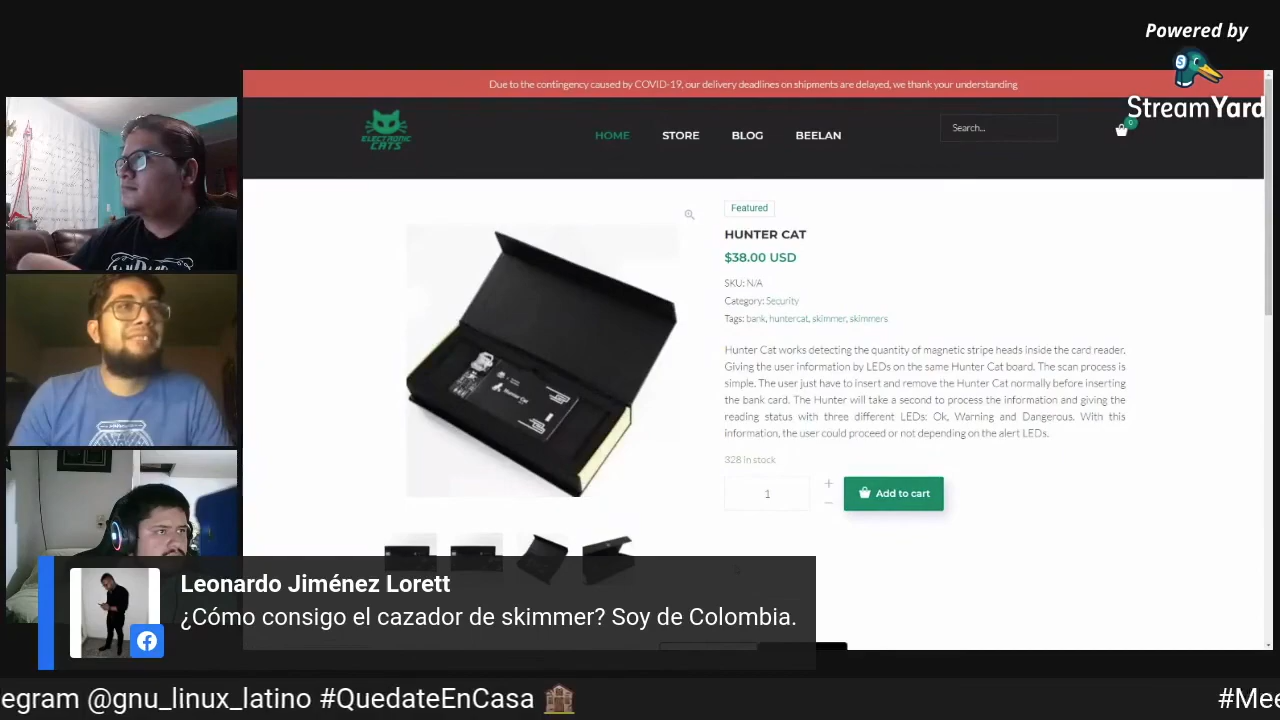 Powered by
StreamYard
Due to the contingency caused by COVID-19, our delivery deadlines on shipments are delayed, we thank your understanding
ELECTRONIC CATS
HOME STORE BLOG BEELAN
Search...
0
Featured
HUNTER CAT
$38.00 USD
SKU: N/A
Category: Security
Tags: bank, huntercat, skimmer, skimmers
Hunter Cat works detecting the quantity of magnetic stripe heads inside the card reader.
Giving the user information by LEDs on the same Hunter Cat board. The scan process is
simple. The user just have to insert and remove the Hunter Cat normally before inserting
the bank card. The Hunter will take a second to process the information and giving the
reading status with three different LEDs: Ok, Warning and Dangerous. With this
information, the user could proceed or not depending on the alert LEDs.
328 in stock
1
Add to cart
Leonardo Jiménez Lorett
¿Cómo consigo el cazador de skimmer? Soy de Colombia.
egram @gnu_linux_latino #QuedateEnCasa
#Mee